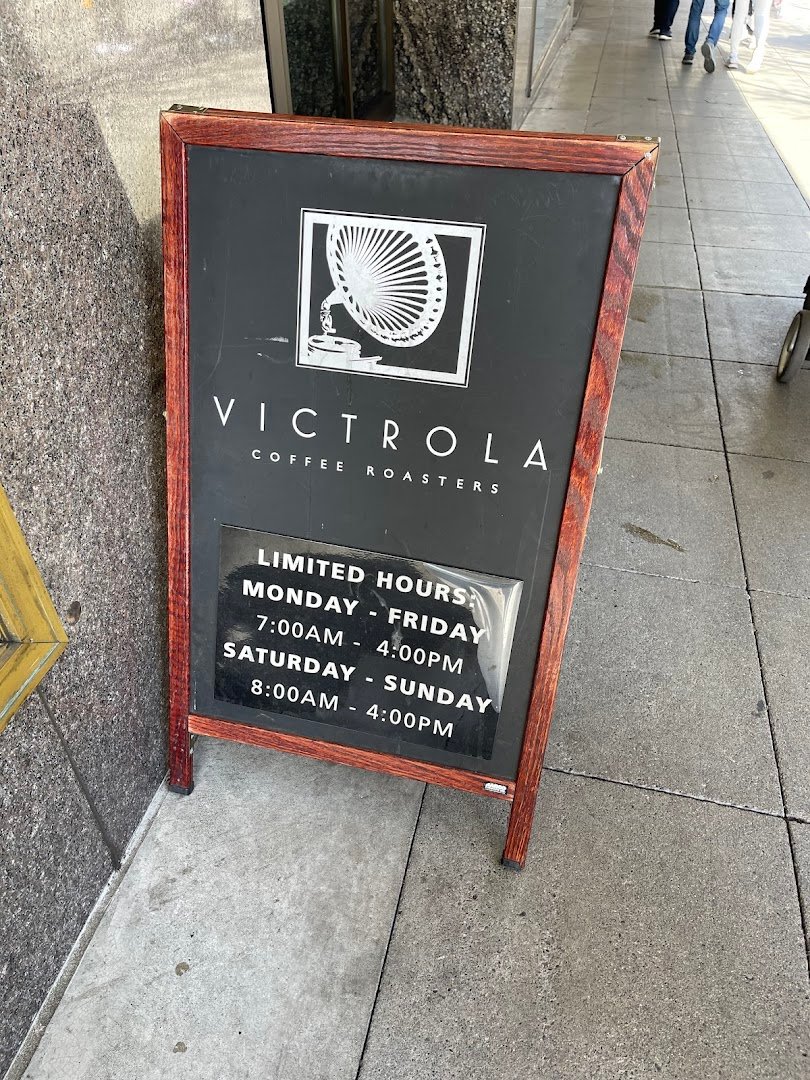 VICTROLA
COFFEE ROASTERS
LIMITED HOURS:
MONDAY - FRIDAY
7:00AM - 4:00PM
SATURDAY - SUNDAY
8:00AM - 4:00PM